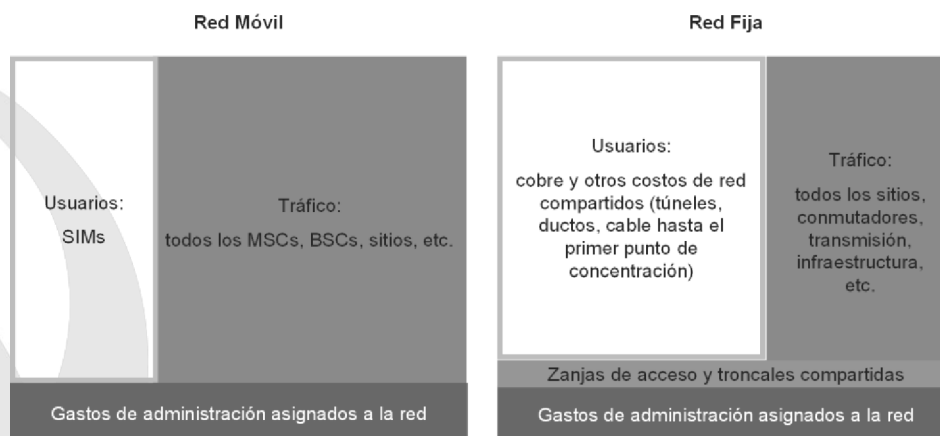 Red Móvil
Usuarios:
SIMs
Tráfico:
todos los MSCs, BSCs, sitios, etc.
Gastos de administración asignados a la red
Red Fija
Usuarios:
cobre y otros costos de red
compartidos (túneles,
ductos, cable hasta el
primer punto de
concentración)
Tráfico:
todos los sitios,
conmutadores,
transmisión,
infraestructura,
etc.
Zanjas de acceso y troncales compartidas
Gastos de administración asignados a la red